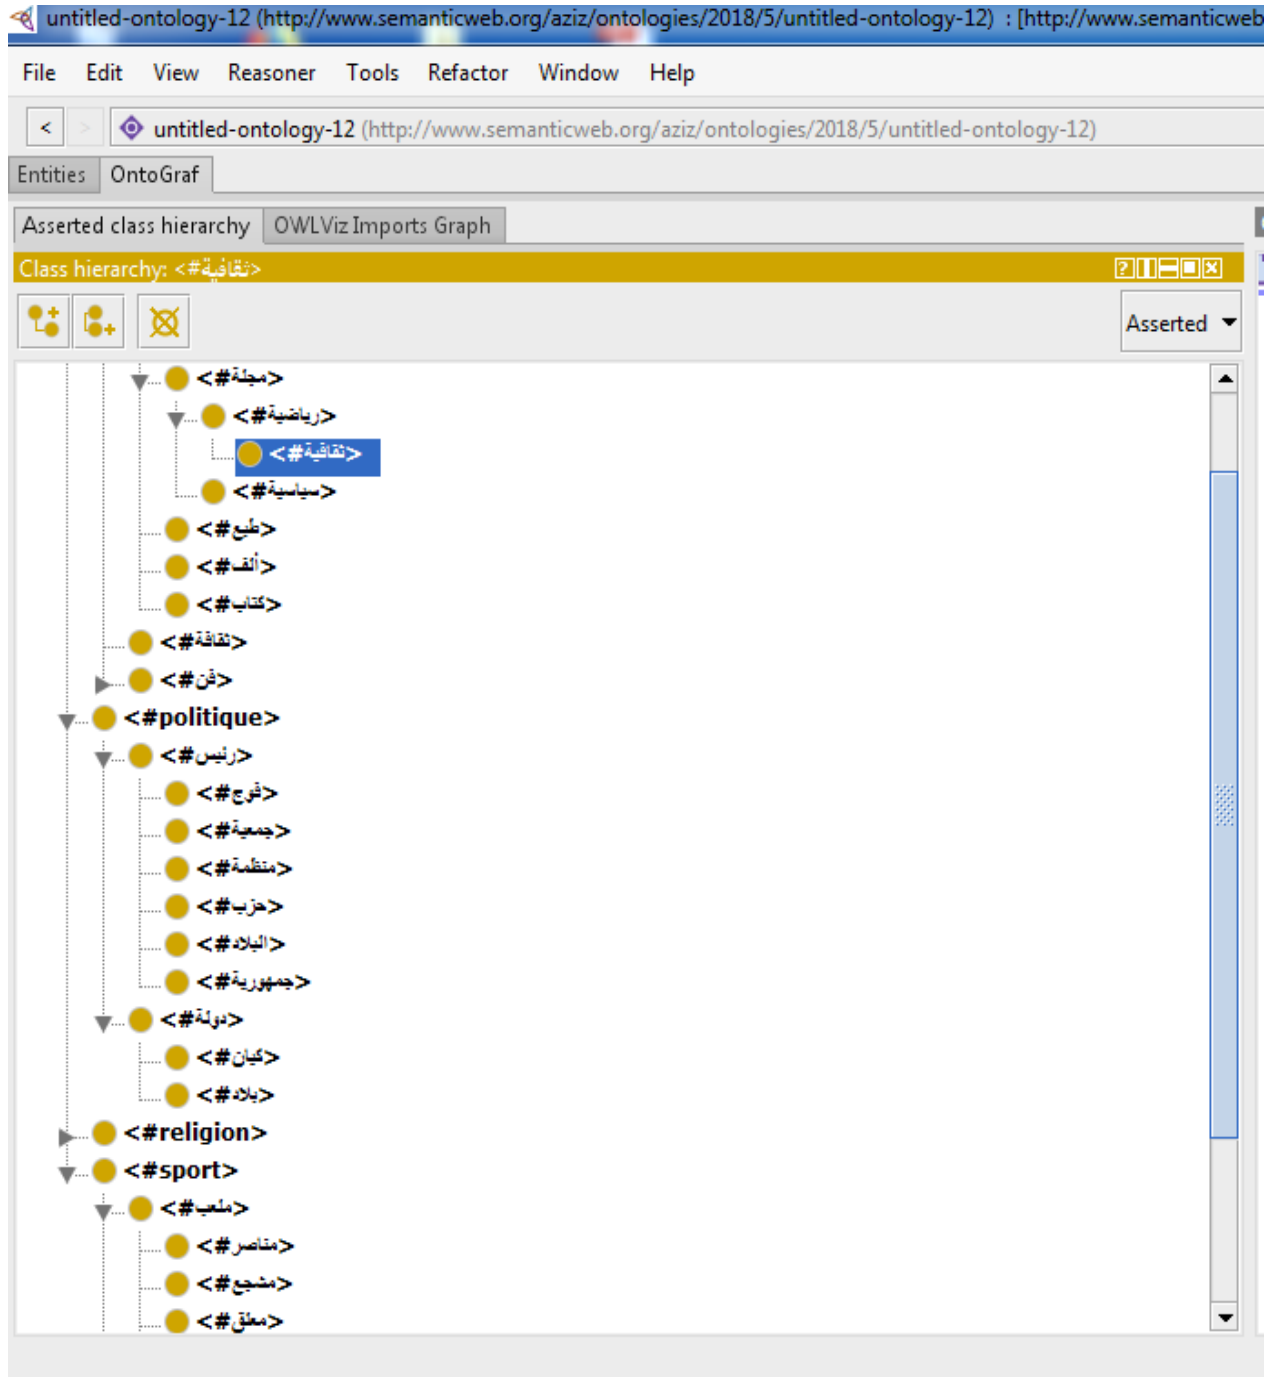 untitled-ontology-12 (http://www.semanticweb.org/aziz/ontologies/2018/5/untitled-ontology-12) : [http://www.semanticweb
File Edit View Reasoner Tools Refactor Window Help
< > untitled-ontology-12 (http://www.semanticweb.org/aziz/ontologies/2018/5/untitled-ontology-12)
Entities OntoGraf
Asserted class hierarchy OWLViz Imports Graph
Class hierarchy: <#ثقافية>
Asserted
<#مجلة>
<#رياضية>
<#ثقافية>
<#سياسية>
<#طبع>
<#ألف>
<#كتاب>
<#ثقافة>
<#فن>
<#politique>
<#رئيس>
<#فوج>
<#جمعية>
<#منظمة>
<#حزب>
<#البلاد>
<#جمهورية>
<#دولة>
<#كيان>
<#بلاد>
<#religion>
<#sport>
<#ملعب>
<#مناصر>
<#مشجع>
<#معلق>